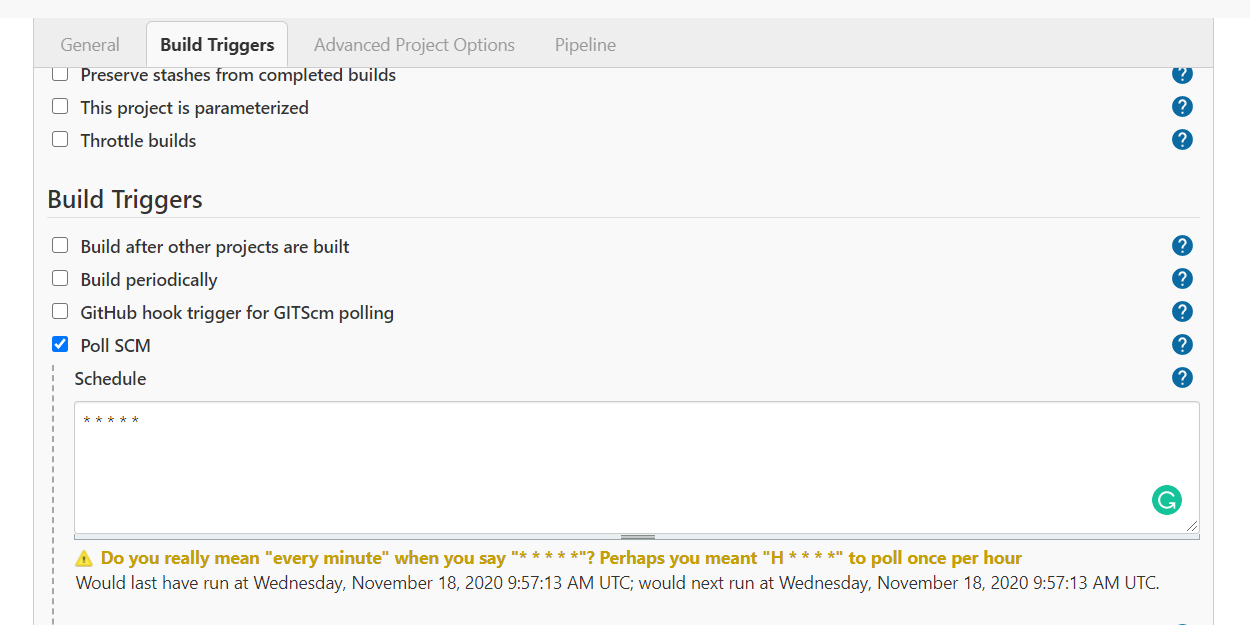 General Build Triggers Advanced Project Options Pipeline
Preserve stashes from completed builds
This project is parameterized
Throttle builds
Build Triggers
Build after other projects are built
Build periodically
GitHub hook trigger for GITScm polling
Poll SCM
Schedule
* * * * *
Do you really mean "every minute" when you say "* * * * *"? Perhaps you meant "H * * * *" to poll once per hour
Would last have run at Wednesday, November 18, 2020 9:57:13 AM UTC; would next run at Wednesday, November 18, 2020 9:57:13 AM UTC.